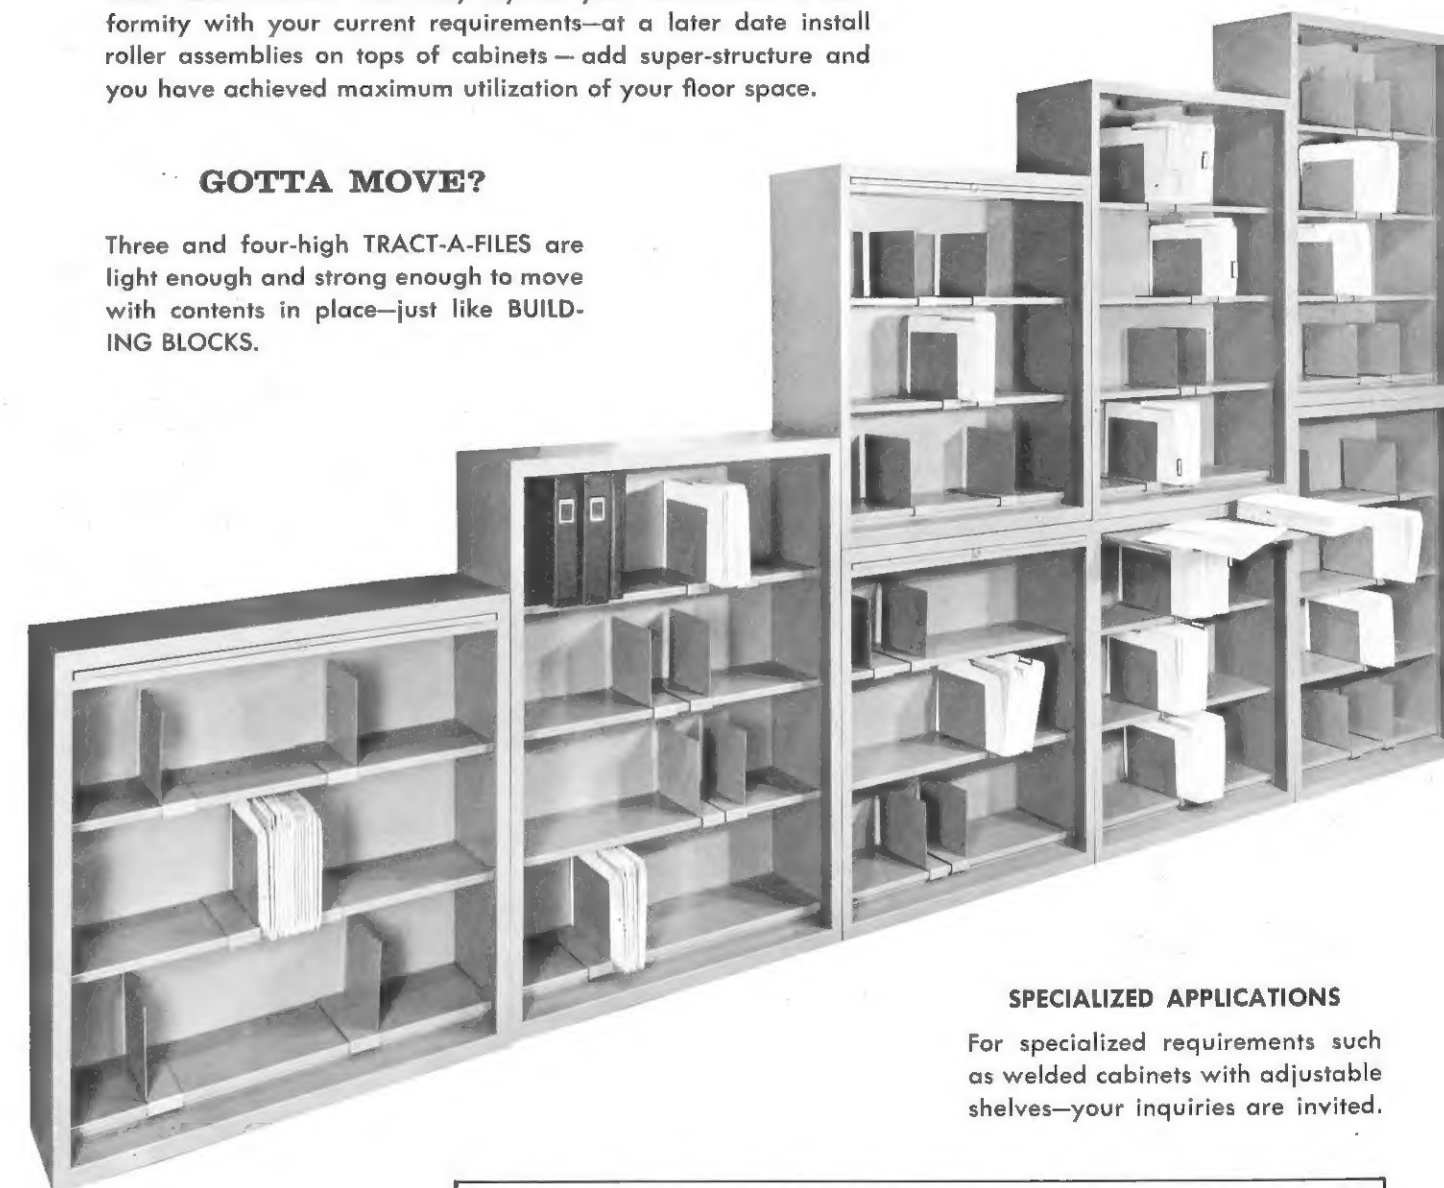 formity with your current requirements—at a later date install
roller assemblies on tops of cabinets — add super-structure and
you have achieved maximum utilization of your floor space.
GOTTA MOVE?
Three and four-high TRACT-A-FILES are
light enough and strong enough to move
with contents in place—just like BUILD-
ING BLOCKS.
SPECIALIZED APPLICATIONS
For specialized requirements such
as welded cabinets with adjustable
shelves—your inquiries are invited.